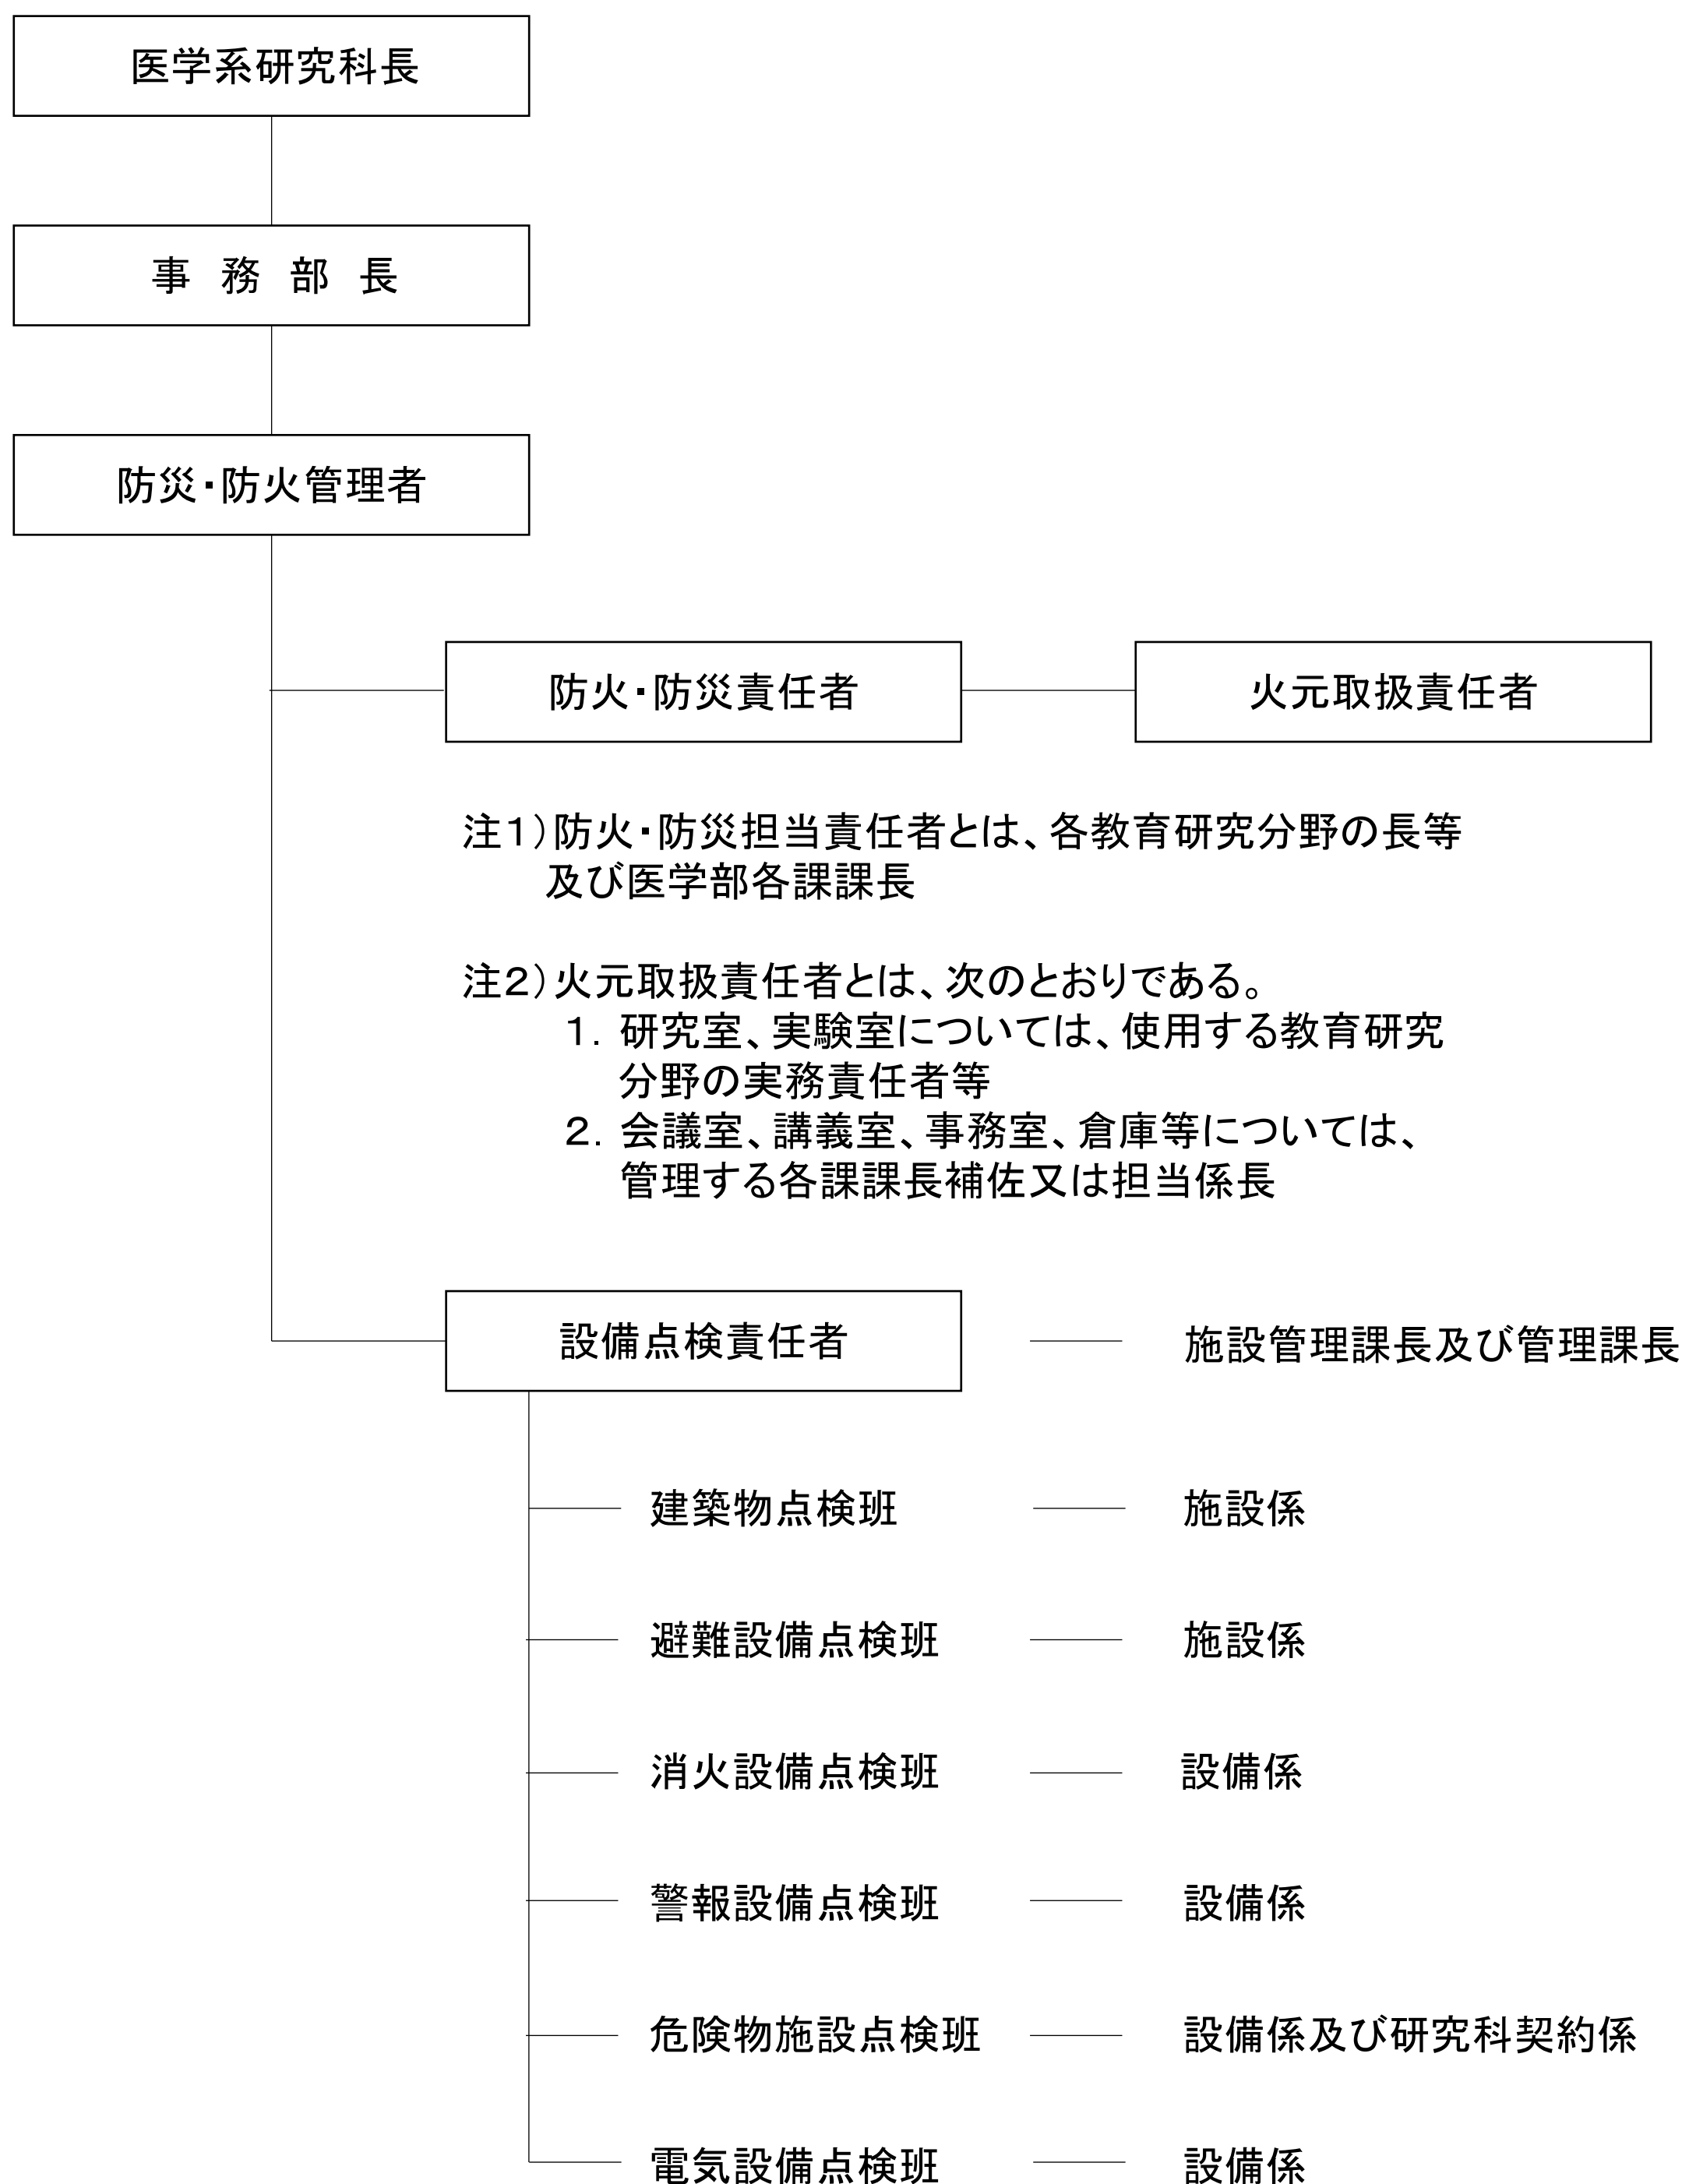 医学系研究科長
事　務　部　長
防災・防火管理者
防火・防災責任者　火元取扱責任者
注１）防火・防災担当責任者とは、各教育研究分野の長等
及び医学部各課課長
注２）火元取扱責任者とは、次のとおりである。
１．研究室、実験室については、使用する教育研究
分野の実務責任者等
２．会議室、講義室、事務室、倉庫等については、
管理する各課課長補佐又は担当係長
設備点検責任者　施設管理課長及び管理課長
建築物点検班　施設係
避難設備点検班　施設係
消火設備点検班　設備係
警報設備点検班　設備係
危険物施設点検班　設備係及び研究科契約係
電気設備点検班　設備係